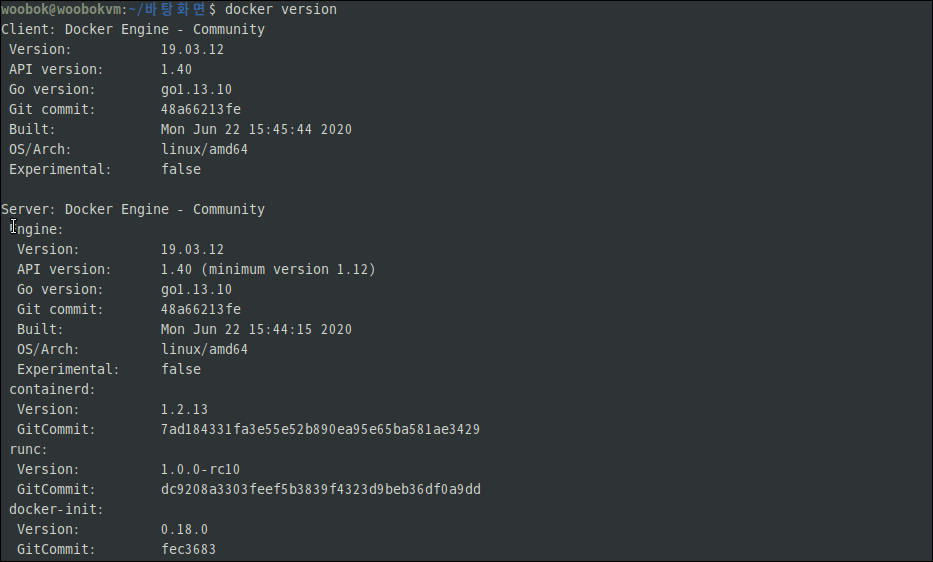 woobok@woobokvm:~/바탕화면$ docker version
Client: Docker Engine - Community
 Version:           19.03.12
 API version:       1.40
 Go version:        go1.13.10
 Git commit:        48a66213fe
 Built:             Mon Jun 22 15:45:44 2020
 OS/Arch:           linux/amd64
 Experimental:      false

Server: Docker Engine - Community
 Engine:
  Version:          19.03.12
  API version:      1.40 (minimum version 1.12)
  Go version:       go1.13.10
  Git commit:       48a66213fe
  Built:            Mon Jun 22 15:44:15 2020
  OS/Arch:          linux/amd64
  Experimental:     false
 containerd:
  Version:          1.2.13
  GitCommit:        7ad184331fa3e55e52b890ea95e65ba581ae3429
 runc:
  Version:          1.0.0-rc10
  GitCommit:        dc9208a3303feef5b3839f4323d9beb36df0a9dd
 docker-init:
  Version:          0.18.0
  GitCommit:        fec3683